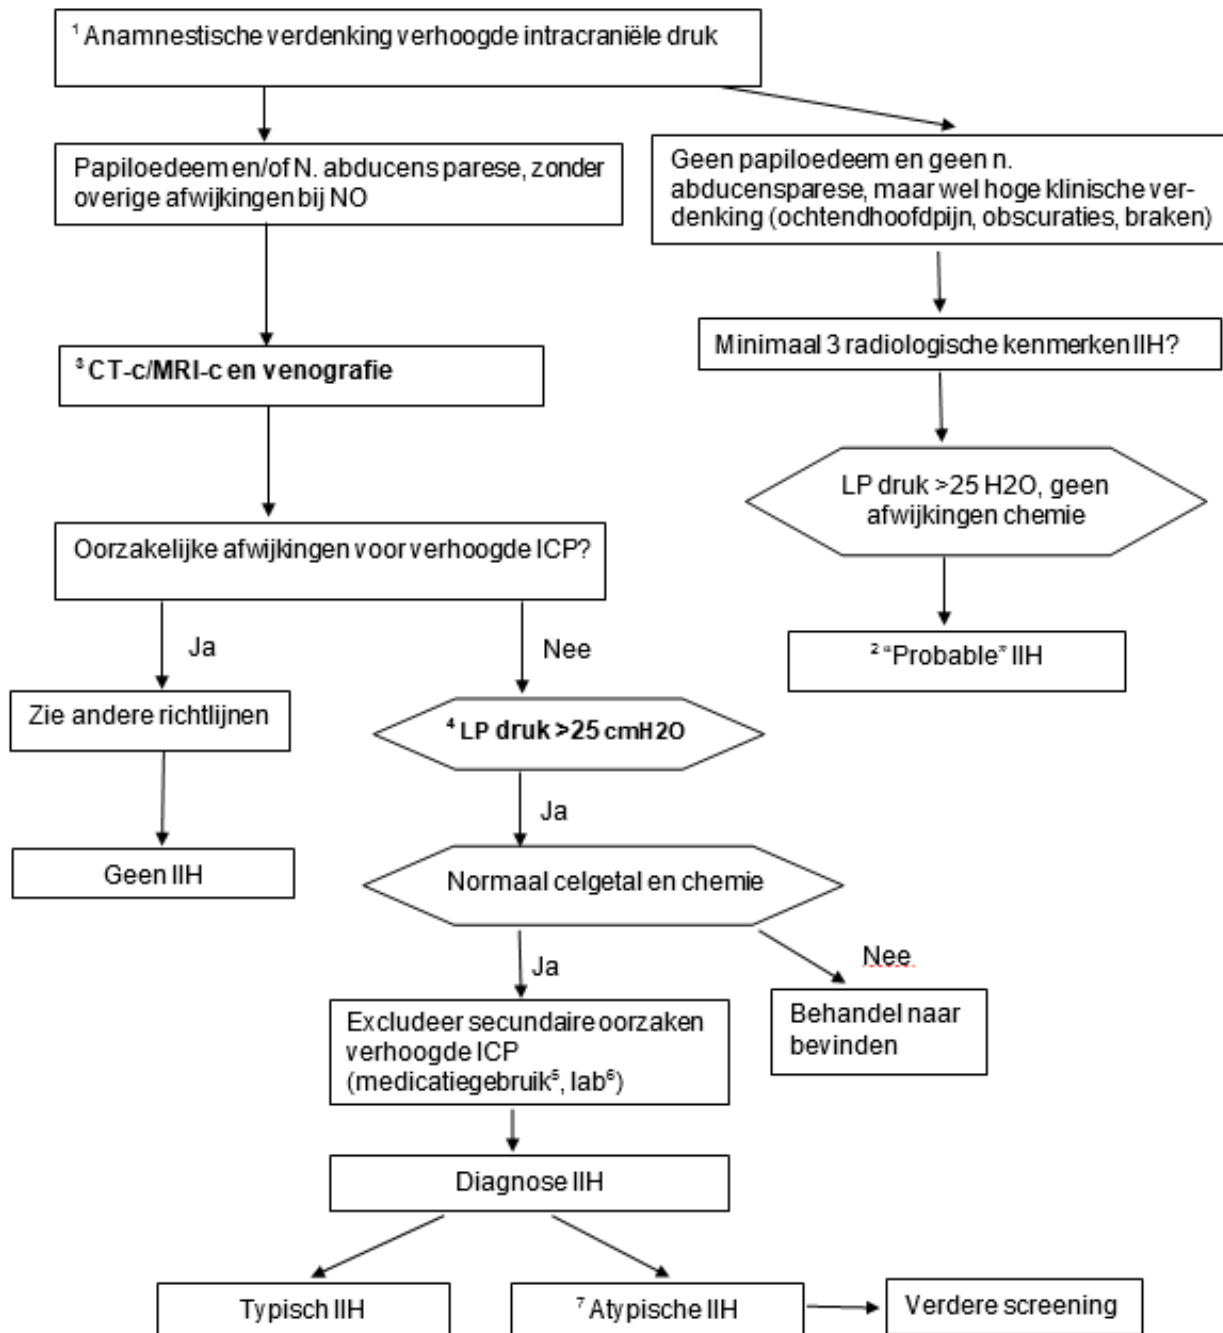 ¹ Anamnestische verdenking verhoogde intracraniële druk
Papiloedeem en/of N. abducens parese, zonder
overige afwijkingen bij NO
Geen papiloedeem en geen n.
abducensparese, maar wel hoge klinische ver-
denking (ochtendhoofdpijn, obscuraties, braken)
Minimaal 3 radiologische kenmerken IIH?
³ CT-c/MRI-c en venografie
LP druk >25 H2O, geen
afwijkingen chemie
Oorzakelijke afwijkingen voor verhoogde ICP?
Ja
Nee
² "Probable" IIH
Zie andere richtlijnen
⁴ LP druk >25 cmH2O
Ja
Geen IIH
Normaal celgetal en chemie
Ja
Nee
Excludeer secundaire oorzaken
verhoogde ICP
(medicatiegebruik⁵, lab⁶)
Behandel naar
bevinden
Diagnose IIH
Typisch IIH
⁷ Atypische IIH
Verdere screening